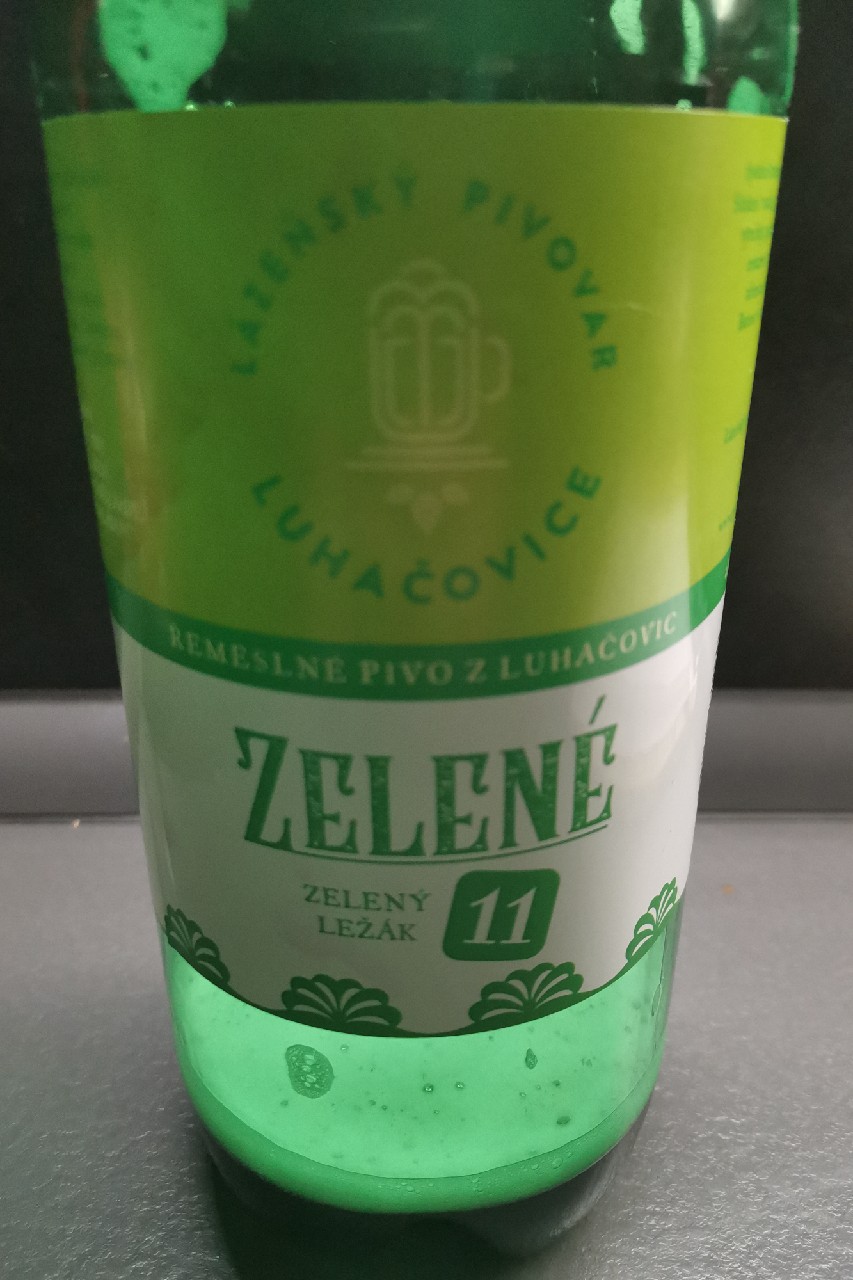 LÁZEŇSKÝ PIVOVAR
LUHAČOVICE
ŘEMESLNÉ PIVO Z LUHAČOVIC
ZELENÉ
ZELENÝ
LEŽÁK
11